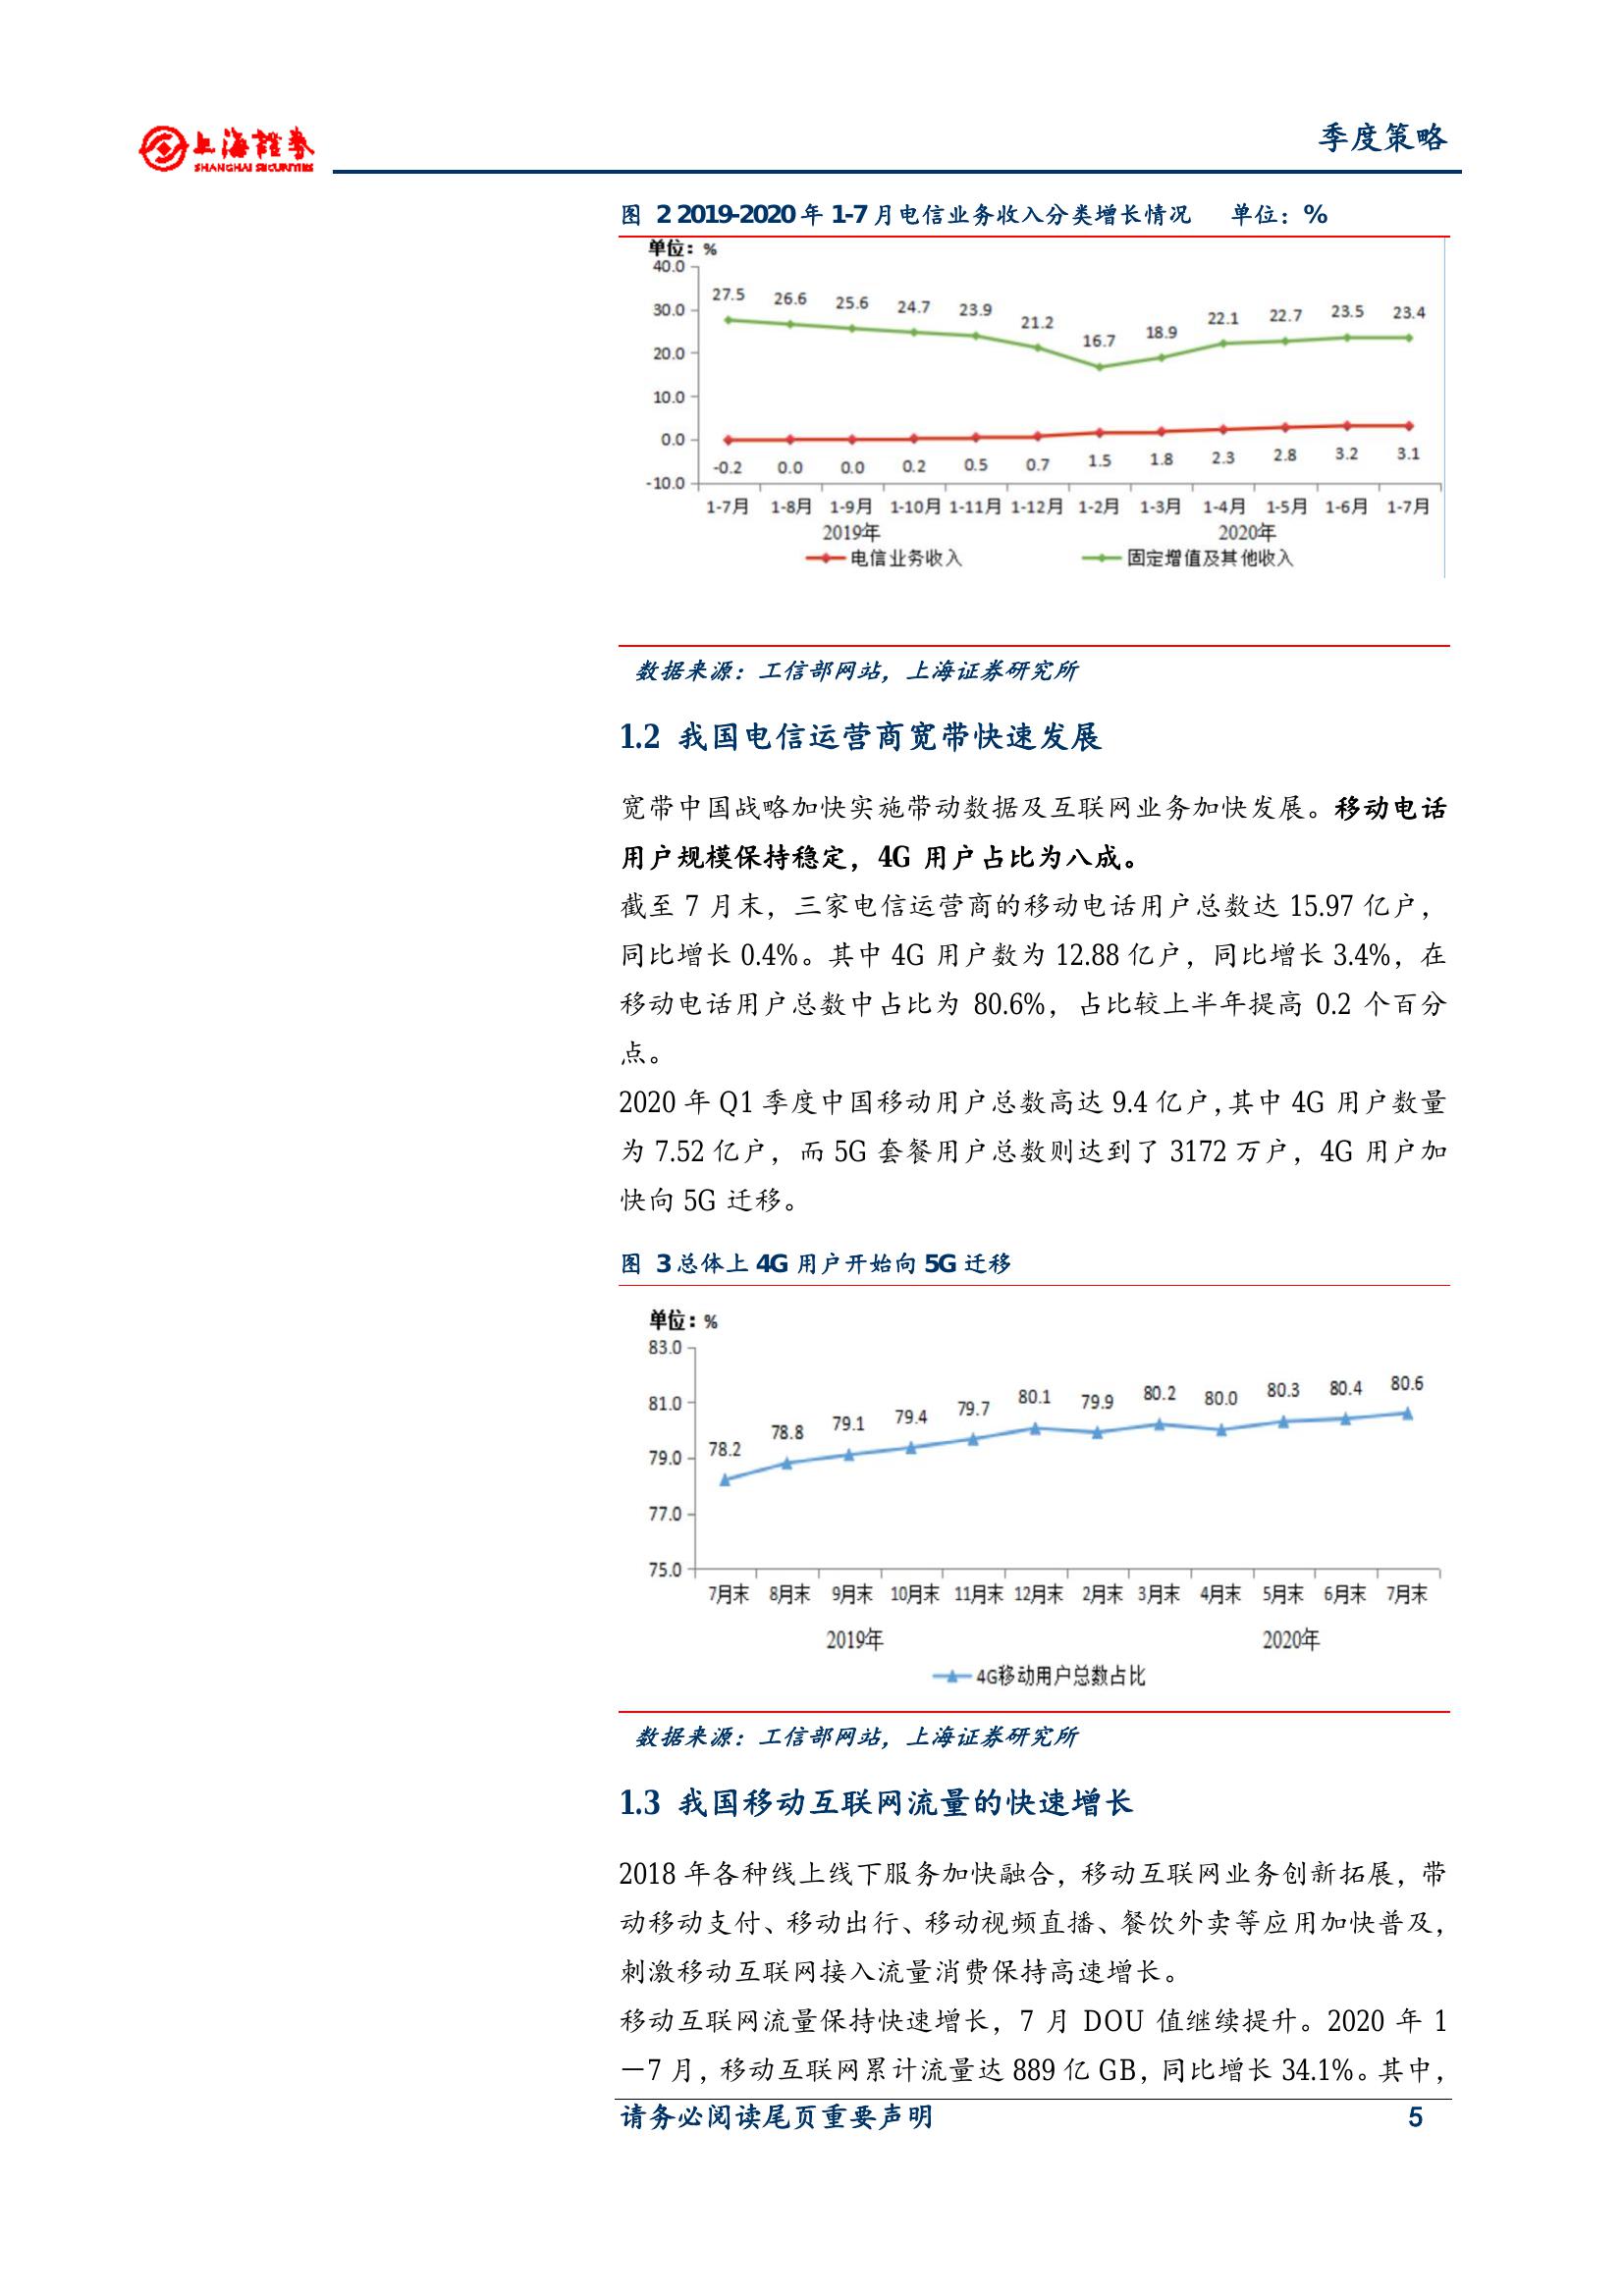 上海證券
SHANGHAI SECURITIES
季度策略
图 2 2019-2020 年 1-7 月电信业务收入分类增长情况 单位：%
单位：%
40.0
30.0
20.0
10.0
0.0
-10.0
27.5 26.6 25.6 24.7 23.9 21.2 16.7 18.9 22.1 22.7 23.5 23.4
-0.2 0.0 0.0 0.2 0.5 0.7 1.5 1.8 2.3 2.8 3.2 3.1
1-7月 1-8月 1-9月 1-10月 1-11月 1-12月 1-2月 1-3月 1-4月 1-5月 1-6月 1-7月
2019年 2020年
电信业务收入 固定增值及其他收入
数据来源：工信部网站，上海证券研究所
1.2 我国电信运营商宽带快速发展
宽带中国战略加快实施带动数据及互联网业务加快发展。移动电话
用户规模保持稳定，4G 用户占比为八成。
截至 7 月末，三家电信运营商的移动电话用户总数达 15.97 亿户，
同比增长 0.4%。其中 4G 用户数为 12.88 亿户，同比增长 3.4%，在
移动电话用户总数中占比为 80.6%，占比较上半年提高 0.2 个百分
点。
2020 年 Q1 季度中国移动用户总数高达 9.4 亿户,其中 4G 用户数量
为 7.52 亿户，而 5G 套餐用户总数则达到了 3172 万户，4G 用户加
快向 5G 迁移。
图 3 总体上 4G 用户开始向 5G 迁移
单位：%
83.0
81.0
79.0
77.0
75.0
78.2 78.8 79.1 79.4 79.7 80.1 79.9 80.2 80.0 80.3 80.4 80.6
7月末 8月末 9月末 10月末 11月末 12月末 2月末 3月末 4月末 5月末 6月末 7月末
2019年 2020年
4G移动用户总数占比
数据来源：工信部网站，上海证券研究所
1.3 我国移动互联网流量的快速增长
2018 年各种线上线下服务加快融合，移动互联网业务创新拓展，带
动移动支付、移动出行、移动视频直播、餐饮外卖等应用加快普及，
刺激移动互联网接入流量消费保持高速增长。
移动互联网流量保持快速增长，7 月 DOU 值继续提升。2020 年 1
—7 月，移动互联网累计流量达 889 亿 GB，同比增长 34.1%。其中，
请务必阅读尾页重要声明 5